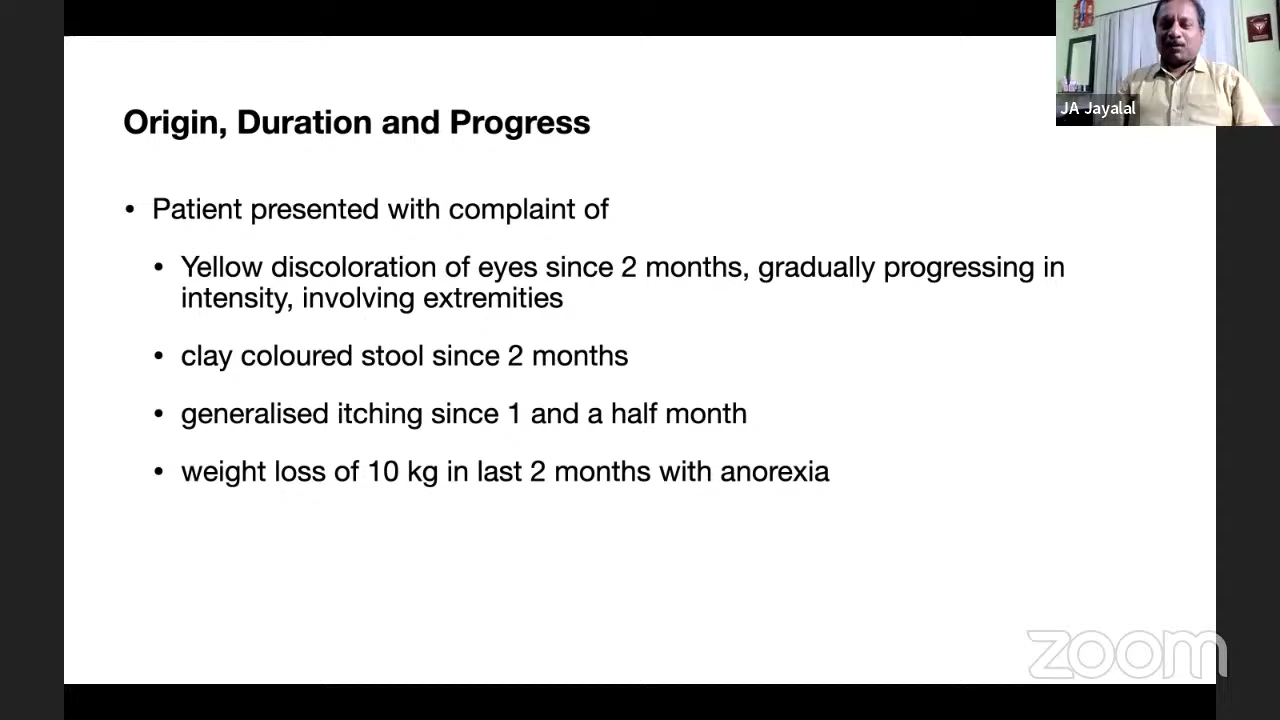 JA Jayalal
Origin, Duration and Progress
• Patient presented with complaint of
• Yellow discoloration of eyes since 2 months, gradually progressing in
intensity, involving extremities
• clay coloured stool since 2 months
• generalised itching since 1 and a half month
• weight loss of 10 kg in last 2 months with anorexia
zoom